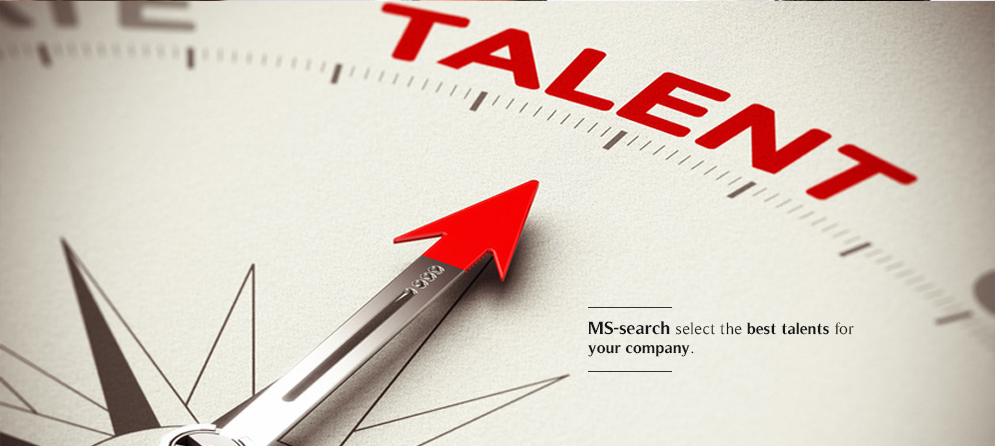 TALENT
MS-search select the best talents for
your company.